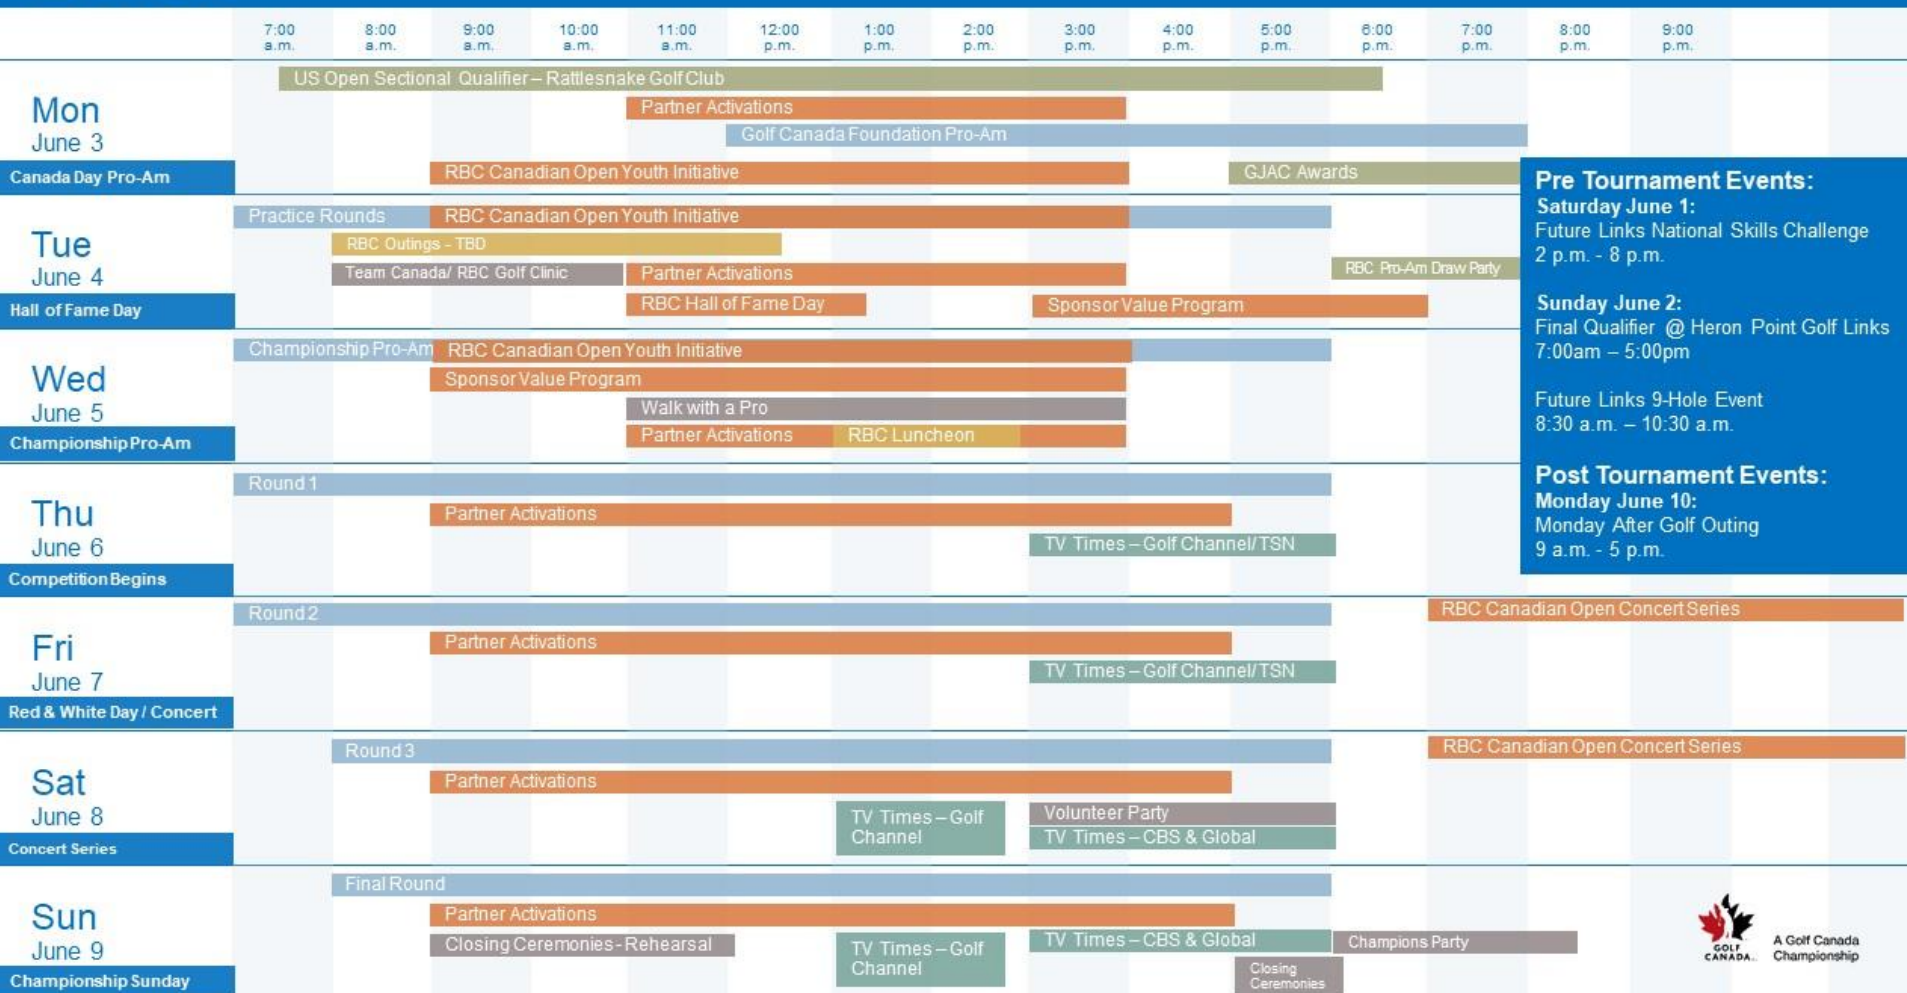 7:00 a.m.
8:00 a.m.
9:00 a.m.
10:00 a.m.
11:00 a.m.
12:00 p.m.
1:00 p.m.
2:00 p.m.
3:00 p.m.
4:00 p.m.
5:00 p.m.
6:00 p.m.
7:00 p.m.
8:00 p.m.
9:00 p.m.
Mon
June 3
Canada Day Pro-Am
US Open Sectional Qualifier – Rattlesnake Golf Club
Partner Activations
Golf Canada Foundation Pro-Am
RBC Canadian Open Youth Initiative
GJAC Awards
Tue
June 4
Hall of Fame Day
Practice Rounds
RBC Canadian Open Youth Initiative
RBC Outings - TBD
Team Canada/ RBC Golf Clinic
Partner Activations
RBC Pro-Am Draw Party
RBC Hall of Fame Day
Sponsor Value Program
Wed
June 5
Championship Pro-Am
Championship Pro-Am
RBC Canadian Open Youth Initiative
Sponsor Value Program
Walk with a Pro
Partner Activations
RBC Luncheon
Thu
June 6
Competition Begins
Round 1
Partner Activations
TV Times – Golf Channel/TSN
Fri
June 7
Red & White Day / Concert
Round 2
RBC Canadian Open Concert Series
Partner Activations
TV Times – Golf Channel/TSN
Sat
June 8
Concert Series
Round 3
RBC Canadian Open Concert Series
Partner Activations
TV Times – Golf
Channel
Volunteer Party
TV Times – CBS & Global
Sun
June 9
Championship Sunday
Final Round
Partner Activations
Closing Ceremonies - Rehearsal
TV Times – Golf
Channel
TV Times – CBS & Global
Champions Party
Closing
Ceremonies
Pre Tournament Events:
Saturday June 1:
Future Links National Skills Challenge
2 p.m. - 8 p.m.
Sunday June 2:
Final Qualifier @ Heron Point Golf Links
7:00am – 5:00pm
Future Links 9-Hole Event
8:30 a.m. – 10:30 a.m.
Post Tournament Events:
Monday June 10:
Monday After Golf Outing
9 a.m. - 5 p.m.
GOLF
CANADA
A Golf Canada
Championship